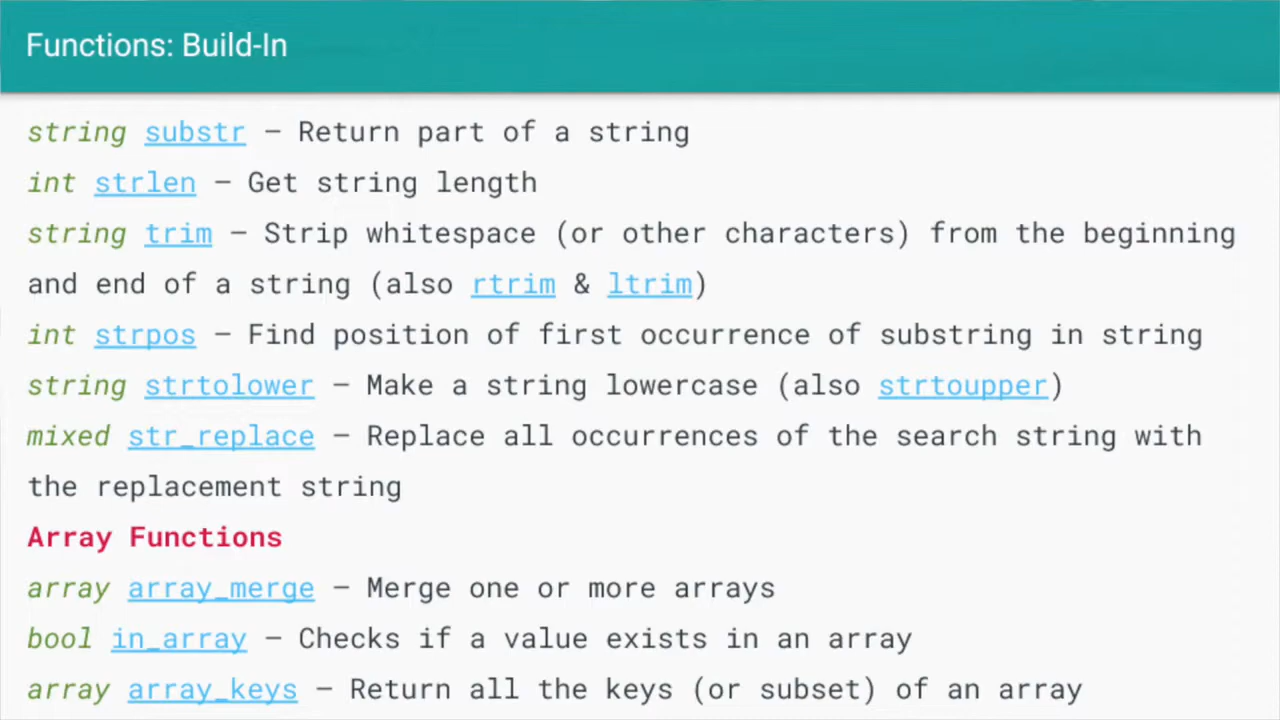 Functions: Build-In
string substr – Return part of a string
int strlen – Get string length
string trim – Strip whitespace (or other characters) from the beginning
and end of a string (also rtrim & ltrim)
int strpos – Find position of first occurrence of substring in string
string strtolower – Make a string lowercase (also strtoupper)
mixed str_replace – Replace all occurrences of the search string with
the replacement string
Array Functions
array array_merge – Merge one or more arrays
bool in_array – Checks if a value exists in an array
array array_keys – Return all the keys (or subset) of an array